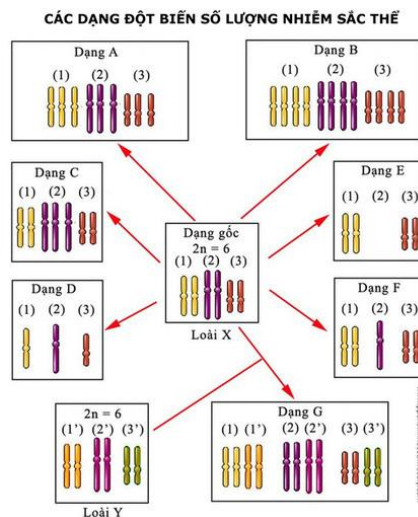 CÁC DẠNG ĐỘT BIẾN SỐ LƯỢNG NHIỄM SẮC THỂ
Dạng A
(1) (2) (3)
Dạng B
(1) (2) (3)
Dạng C
(1) (2) (3)
Dạng E
(1) (2) (3)
Dạng gốc
2n = 6
(1) (2) (3)
Loài X
Dạng D
(1) (2) (3)
Dạng F
(1) (2) (3)
2n = 6
(1') (2') (3')
Loài Y
Dạng G
(1) (1') (2) (2') (3) (3')